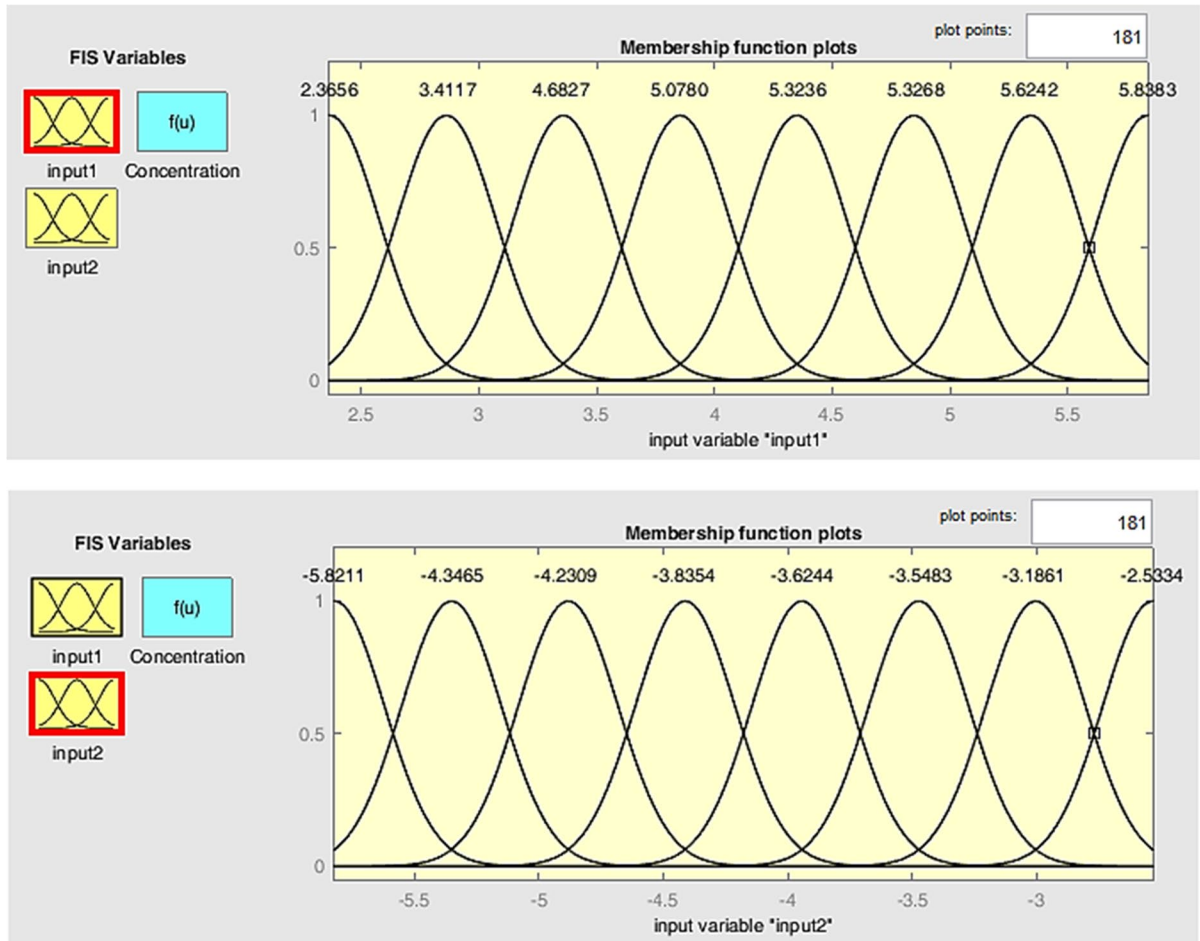 plot points: 181
FIS Variables
Membership function plots
2.3656 3.4117 4.6827 5.0780 5.3236 5.3268 5.6242 5.8383
f(u)
input1 Concentration
input2
1
0.5
0
2.5 3 3.5 4 4.5 5 5.5
input variable "input1"
plot points: 181
FIS Variables
Membership function plots
-5.8211 -4.3465 -4.2309 -3.8354 -3.6244 -3.5483 -3.1861 -2.5334
f(u)
input1 Concentration
input2
1
0.5
0
-5.5 -5 -4.5 -4 -3.5 -3
input variable "input2"